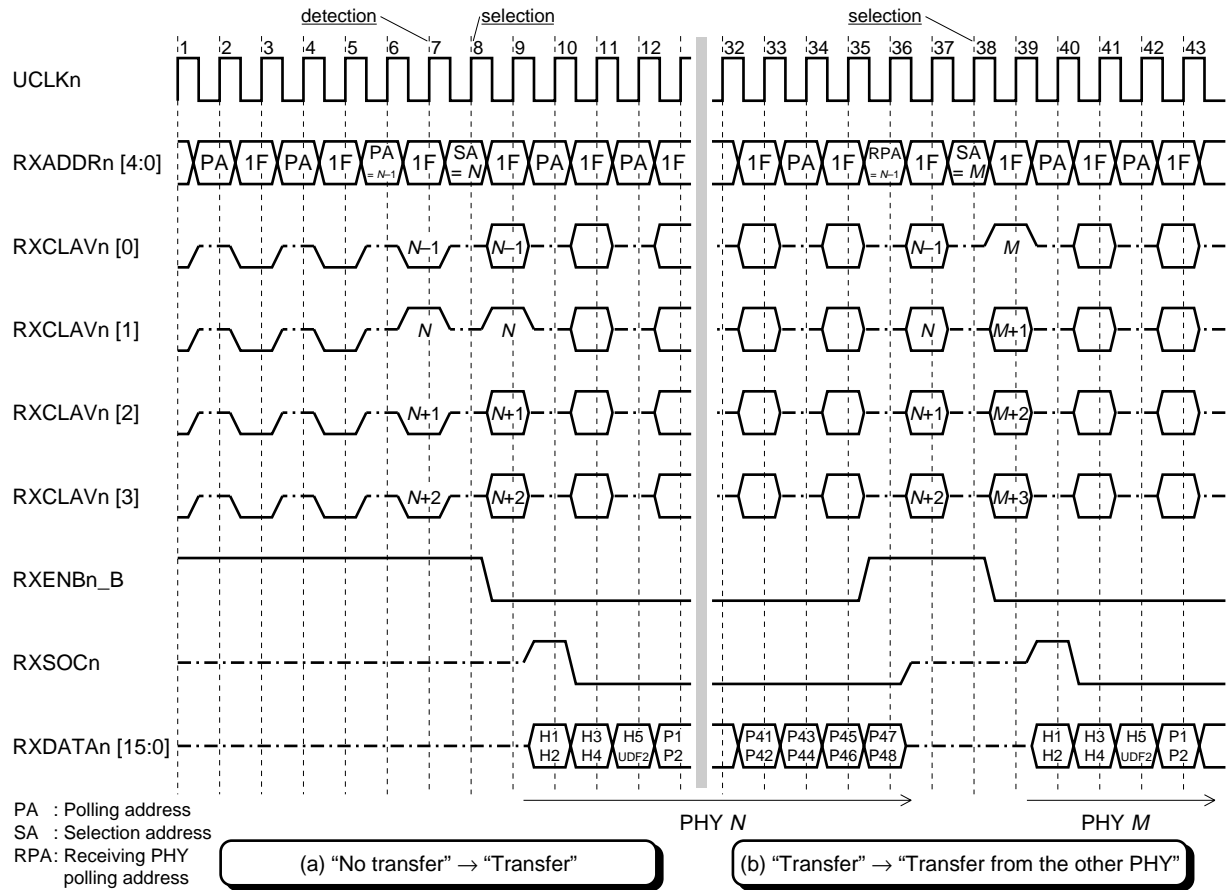 detection selection selection
1 2 3 4 5 6 7 8 9 10 11 12 32 33 34 35 36 37 38 39 40 41 42 43
UCLKn
RXADDRn [4:0] PA 1F PA 1F PA = N–1 1F SA = N 1F PA 1F PA 1F 1F PA 1F RPA = N–1 1F SA = M 1F PA 1F PA 1F
RXCLAVn [0] N–1 N–1 N–1 M
RXCLAVn [1] N N N M+1
RXCLAVn [2] N+1 N+1 N+1 M+2
RXCLAVn [3] N+2 N+2 N+2 M+3
RXENBn_B
RXSOCn
RXDATAn [15:0] H1 H2 H3 H4 H5 UDF2 P1 P2 P41 P42 P43 P44 P45 P46 P47 P48 H1 H2 H3 H4 H5 UDF2 P1 P2
PHY N PHY M
PA : Polling address
SA : Selection address
RPA: Receiving PHY
polling address
(a) “No transfer” → “Transfer” (b) “Transfer” → “Transfer from the other PHY”